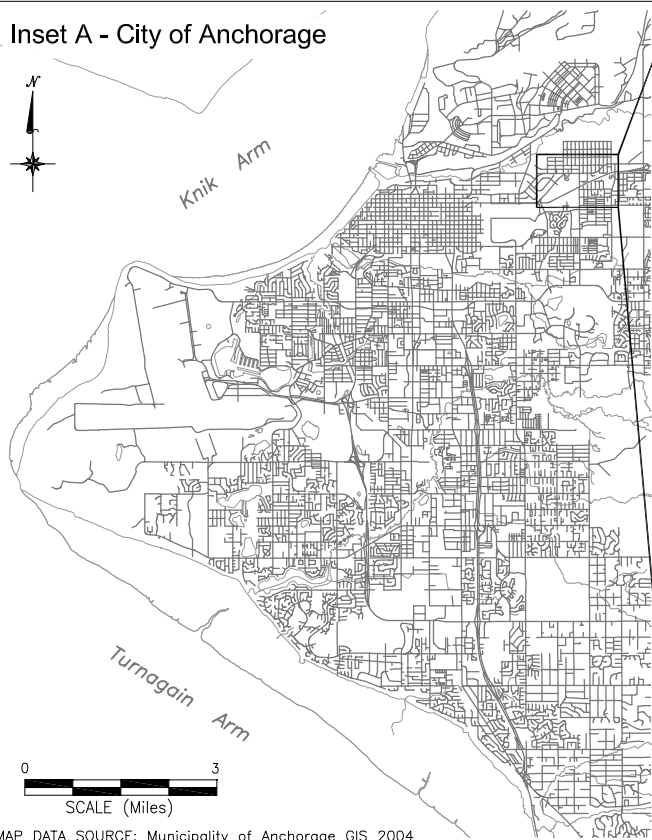 Inset A - City of Anchorage
N
Knik Arm
Turnagain Arm
0 3
SCALE (Miles)
MAP DATA SOURCE: Municipality of Anchorage GIS 2004